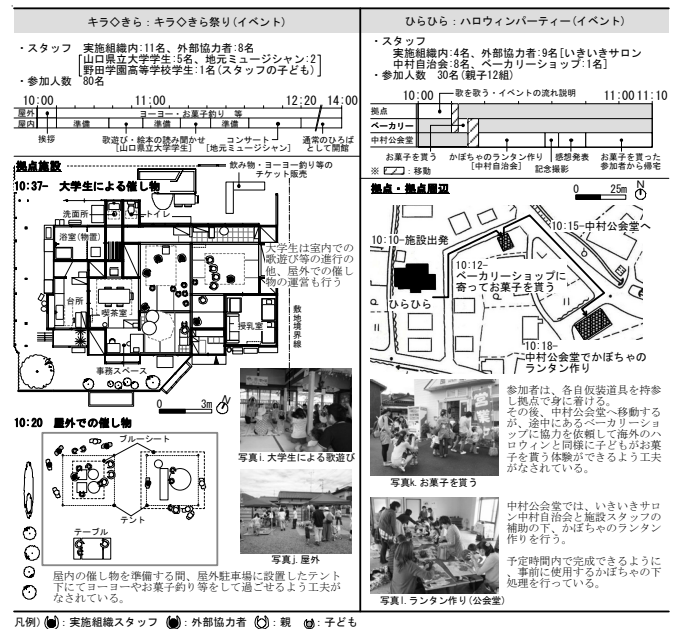 キラ◇きら：キラ◇きら祭り(イベント)
・スタッフ　実施組織内:11名、外部協力者:8名
[山口県立大学学生:5名、地元ミュージシャン:2
野田学園高等学校学生:1名(スタッフの子ども)]
・参加人数　80名
10:00 11:00 12:20 14:00
屋外 ヨーヨー・お菓子釣り　等
屋内 準備 準備 準備
挨拶 歌遊び・絵本の読み聞かせ コンサート 通常のひろば
[山口県立大学学生] [地元ミュージシャン] として開館
拠点施設
飲み物・ヨーヨー釣り等の
チケット販売
10:37-　大学生による催し物
洗面所 トイレ
浴室(物置)
大学生は室内での
歌遊び等の進行の
他、屋外での催し
物の運営も行う
台所
喫茶室
授乳室
敷地境界線
事務スペース
0 3m
写真i.大学生による歌遊び
10:20　屋外での催し物
ブルーシート
テント
テーブル
写真j.屋外
屋内の催し物を準備する間、屋外駐車場に設置したテント
下にてヨーヨーやお菓子釣り等をして過ごせるよう工夫が
なされている。
ひらひら：ハロウィンパーティー(イベント)
・スタッフ
実施組織内:4名、外部協力者:9名[いきいきサロン
中村自治会:8名、ベーカリーショップ:1名]
・参加人数　30名(親子12組)
歌を歌う・イベントの流れ説明
10:00 11:00 11:10
拠点
ベーカリー
中村公会堂
お菓子を貰う かぼちゃのランタン作り 感想発表 お菓子を貰った
[中村自治会] 記念撮影 参加者から帰宅
※ :移動
拠点・拠点周辺
0 25m N
10:15-中村公会堂へ
10:10-施設出発
10:12-
ベーカリーショップに
寄ってお菓子を貰う
ひらひら
10:18-
中村公会堂でかぼちゃの
ランタン作り
参加者は、各自仮装道具を持参
し拠点で身に着ける。
その後、中村公会堂へ移動する
が、途中にあるベーカリーショ
ップに協力を依頼して海外のハ
ロウィンと同様に子どもがお菓
子を貰う体験ができるよう工夫
がなされている。
写真k.お菓子を貰う
中村公会堂では、いきいきサロ
ン中村自治会と施設スタッフの
補助の下、かぼちゃのランタン
作りを行う。
予定時間内で完成できるように
、事前に使用するかぼちゃの下
処理を行っている。
写真l.ランタン作り(公会堂)
凡例) :実施組織スタッフ :外部協力者 :親 :子ども